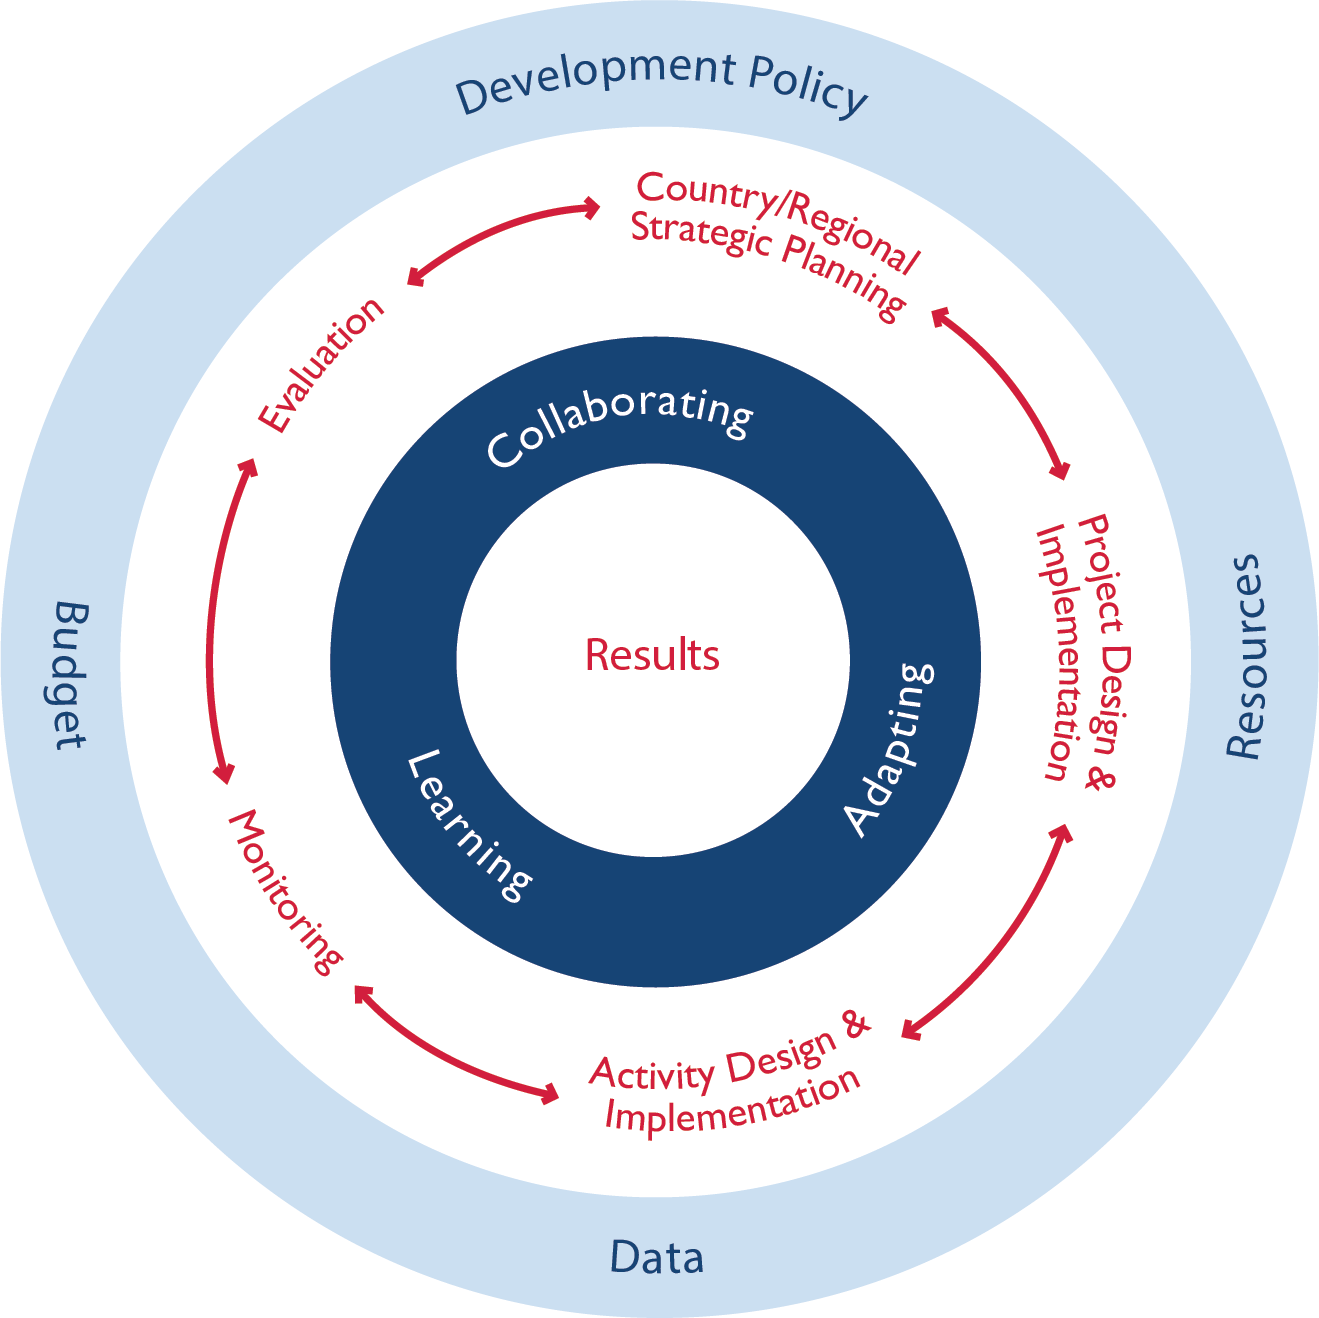 Development Policy
Country/Regional
Strategic Planning
Evaluation
Collaborating
Project Design &
Implementation
Resources
Budget
Results
Adapting
Learning
Monitoring
Activity Design &
Implementation
Data